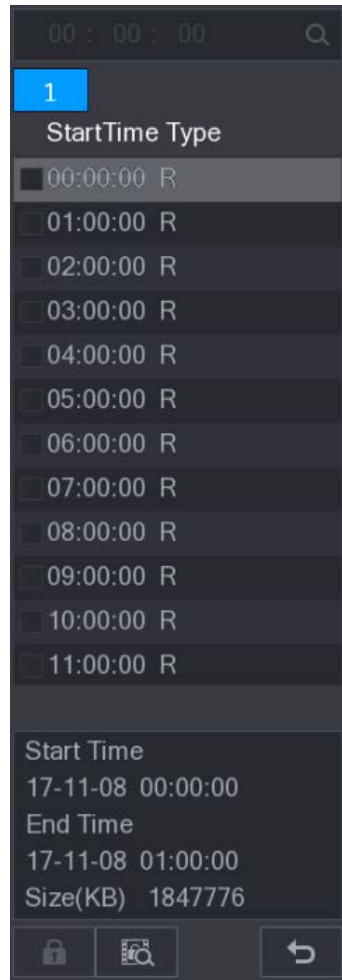 00 : 00 : 00
1
StartTime Type
00:00:00 R
01:00:00 R
02:00:00 R
03:00:00 R
04:00:00 R
05:00:00 R
06:00:00 R
07:00:00 R
08:00:00 R
09:00:00 R
10:00:00 R
11:00:00 R
Start Time
17-11-08 00:00:00
End Time
17-11-08 01:00:00
Size(KB) 1847776